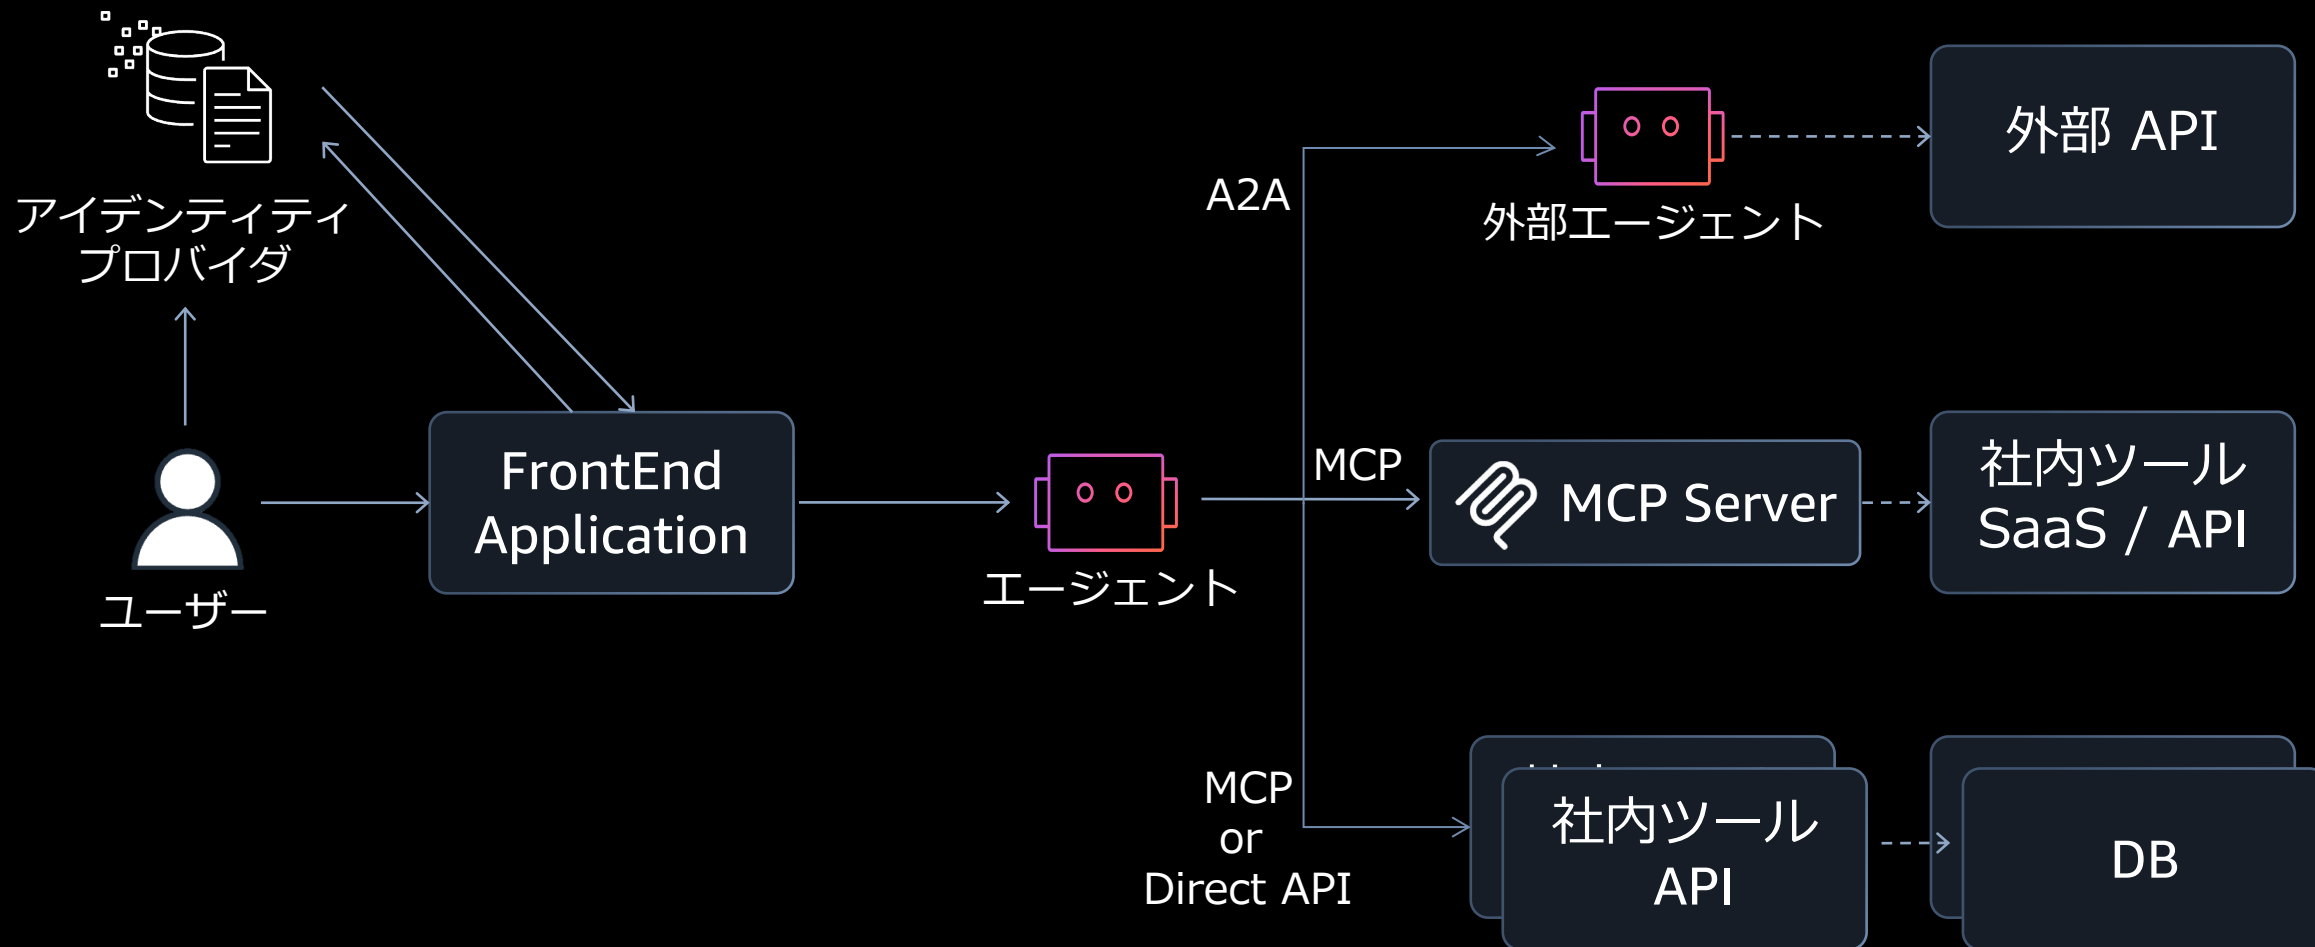 アイデンティティ
プロバイダ
ユーザー
FrontEnd
Application
エージェント
A2A
外部エージェント
外部 API
MCP
MCP Server
社内ツール
SaaS / API
MCP
or
Direct API
社内ツール
API
DB